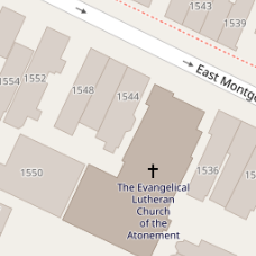 1543
1539
East Montg
1554
1552
1548
1544
1550
1536
The Evangelical
Lutheran
Church
of the
Atonement